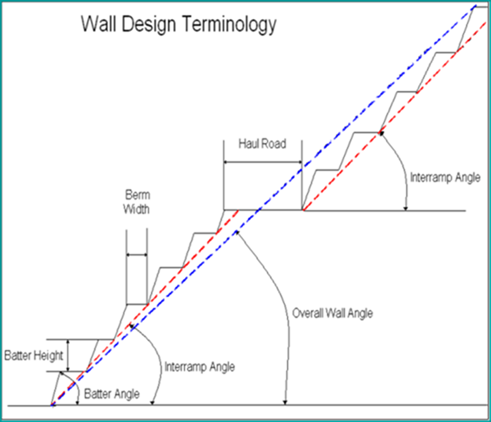 Wall Design Terminology
Haul Road
Interramp Angle
Berm
Width
Overall Wall Angle
Batter Height
Interramp Angle
Batter Angle